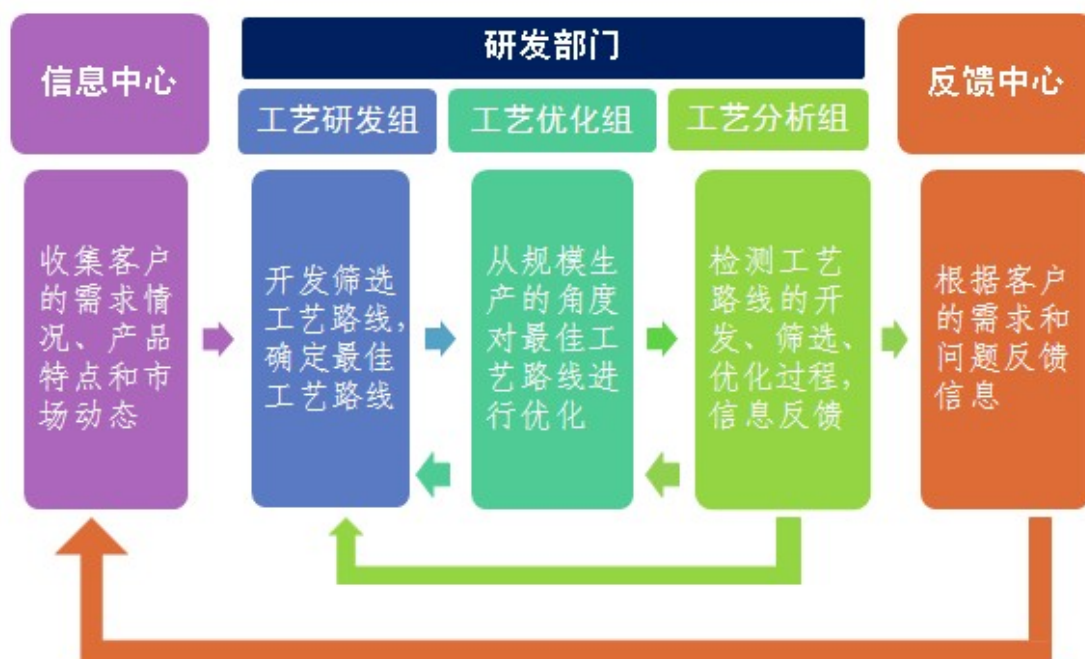 信息中心
研发部门
反馈中心
工艺研发组
工艺优化组
工艺分析组
收集客户
的需求情
况、产品
特点和市
场动态
开发筛选
工艺路线，
确定最佳
工艺路线
从规模生
产的角度
对最佳工
艺路线进
行优化
检测工艺
路线的开
发、筛选、
优化过程，
信息反馈
根据客户
的需求和
问题反馈
信息